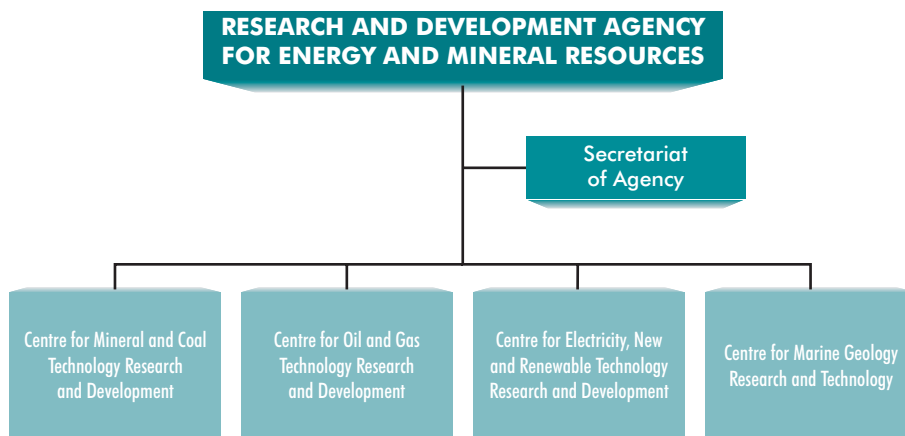 RESEARCH AND DEVELOPMENT AGENCY
FOR ENERGY AND MINERAL RESOURCES
Secretariat
of Agency
Centre for Mineral and Coal
Technology Research
and Development
Centre for Oil and Gas
Technology Research
and Development
Centre for Electricity, New
and Renewable Technology
Research and Development
Centre for Marine Geology
Research and Technology